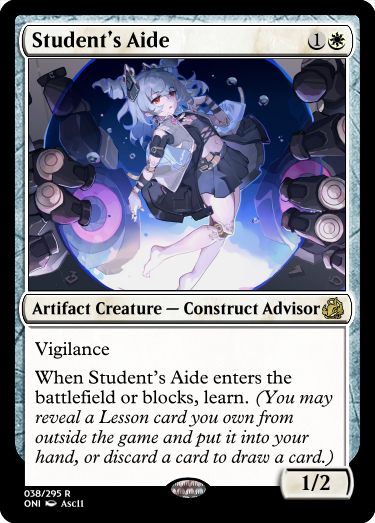 Student's Aide 1
Artifact Creature — Construct Advisor
Vigilance
When Student's Aide enters the
battlefield or blocks, learn. (You may
reveal a Lesson card you own from
outside the game and put it into your
hand, or discard a card to draw a card.)
1/2
038/295 R
ONI Ascll